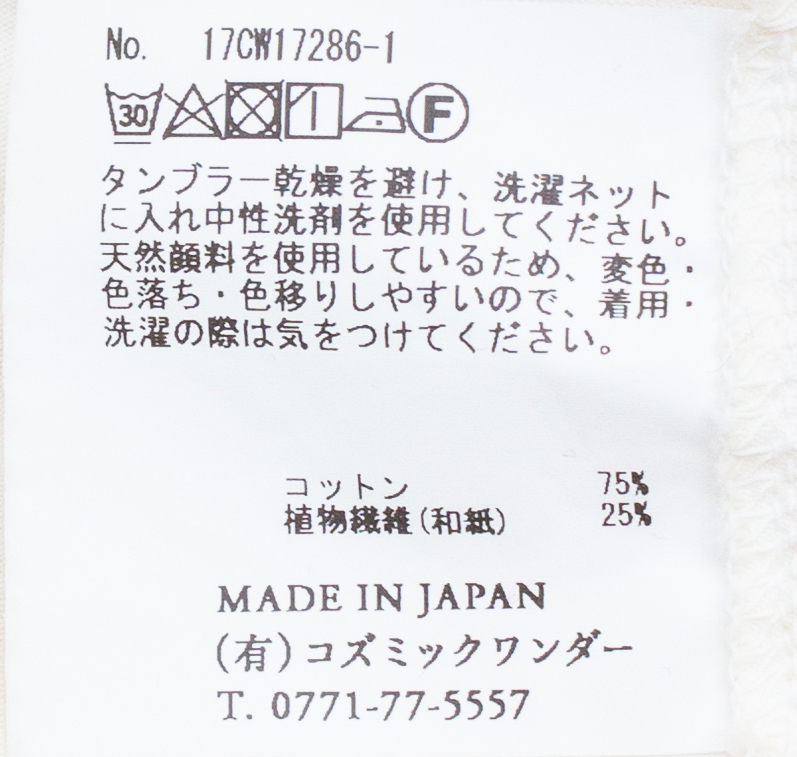 No. 17CW17286-1
30 F
タンブラー乾燥を避け、洗濯ネット
に入れ中性洗剤を使用してください。
天然顔料を使用しているため、変色・
色落ち・色移りしやすいので、着用・
洗濯の際は気をつけてください。
コットン 75%
植物繊維(和紙) 25%
MADE IN JAPAN
(有)コズミックワンダー
T. 0771-77-5557